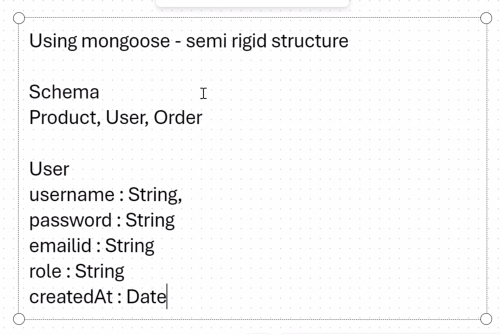 Using mongoose - semi rigid structure
Schema
Product, User, Order
User
username : String,
password : String
emailid : String
role : String
createdAt : Date